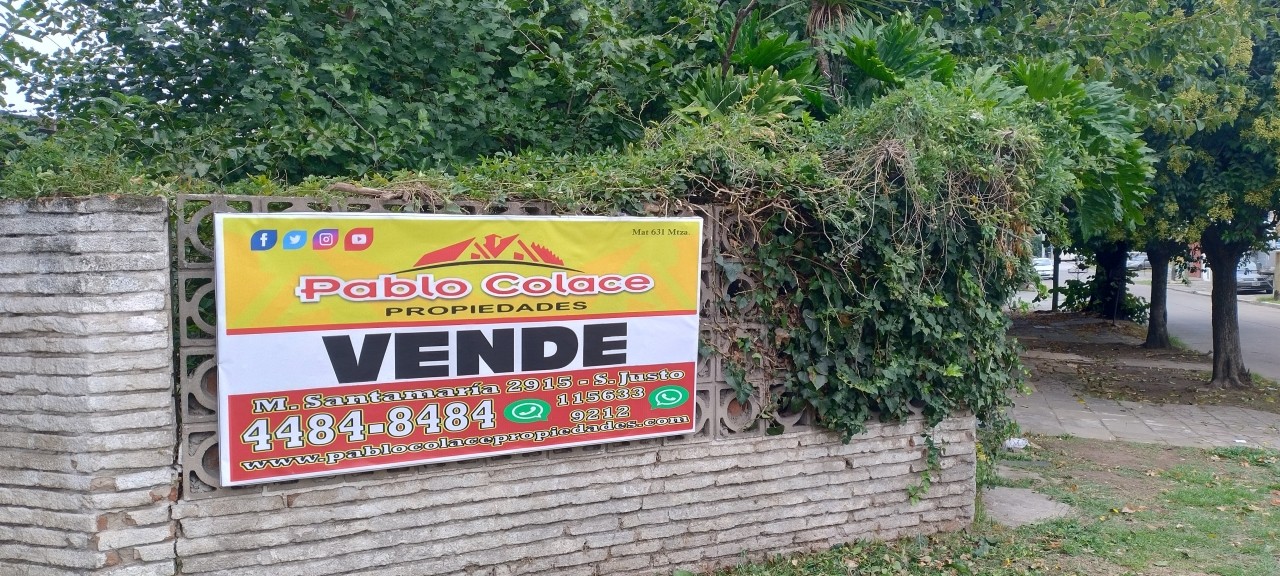 Mat 631 Mtza.
Pablo Colace
PROPIEDADES
VENDE
M. Santamaría 2915 - S. Justo
4484-8484
115633
9212
www.pablocolacepropiedades.com